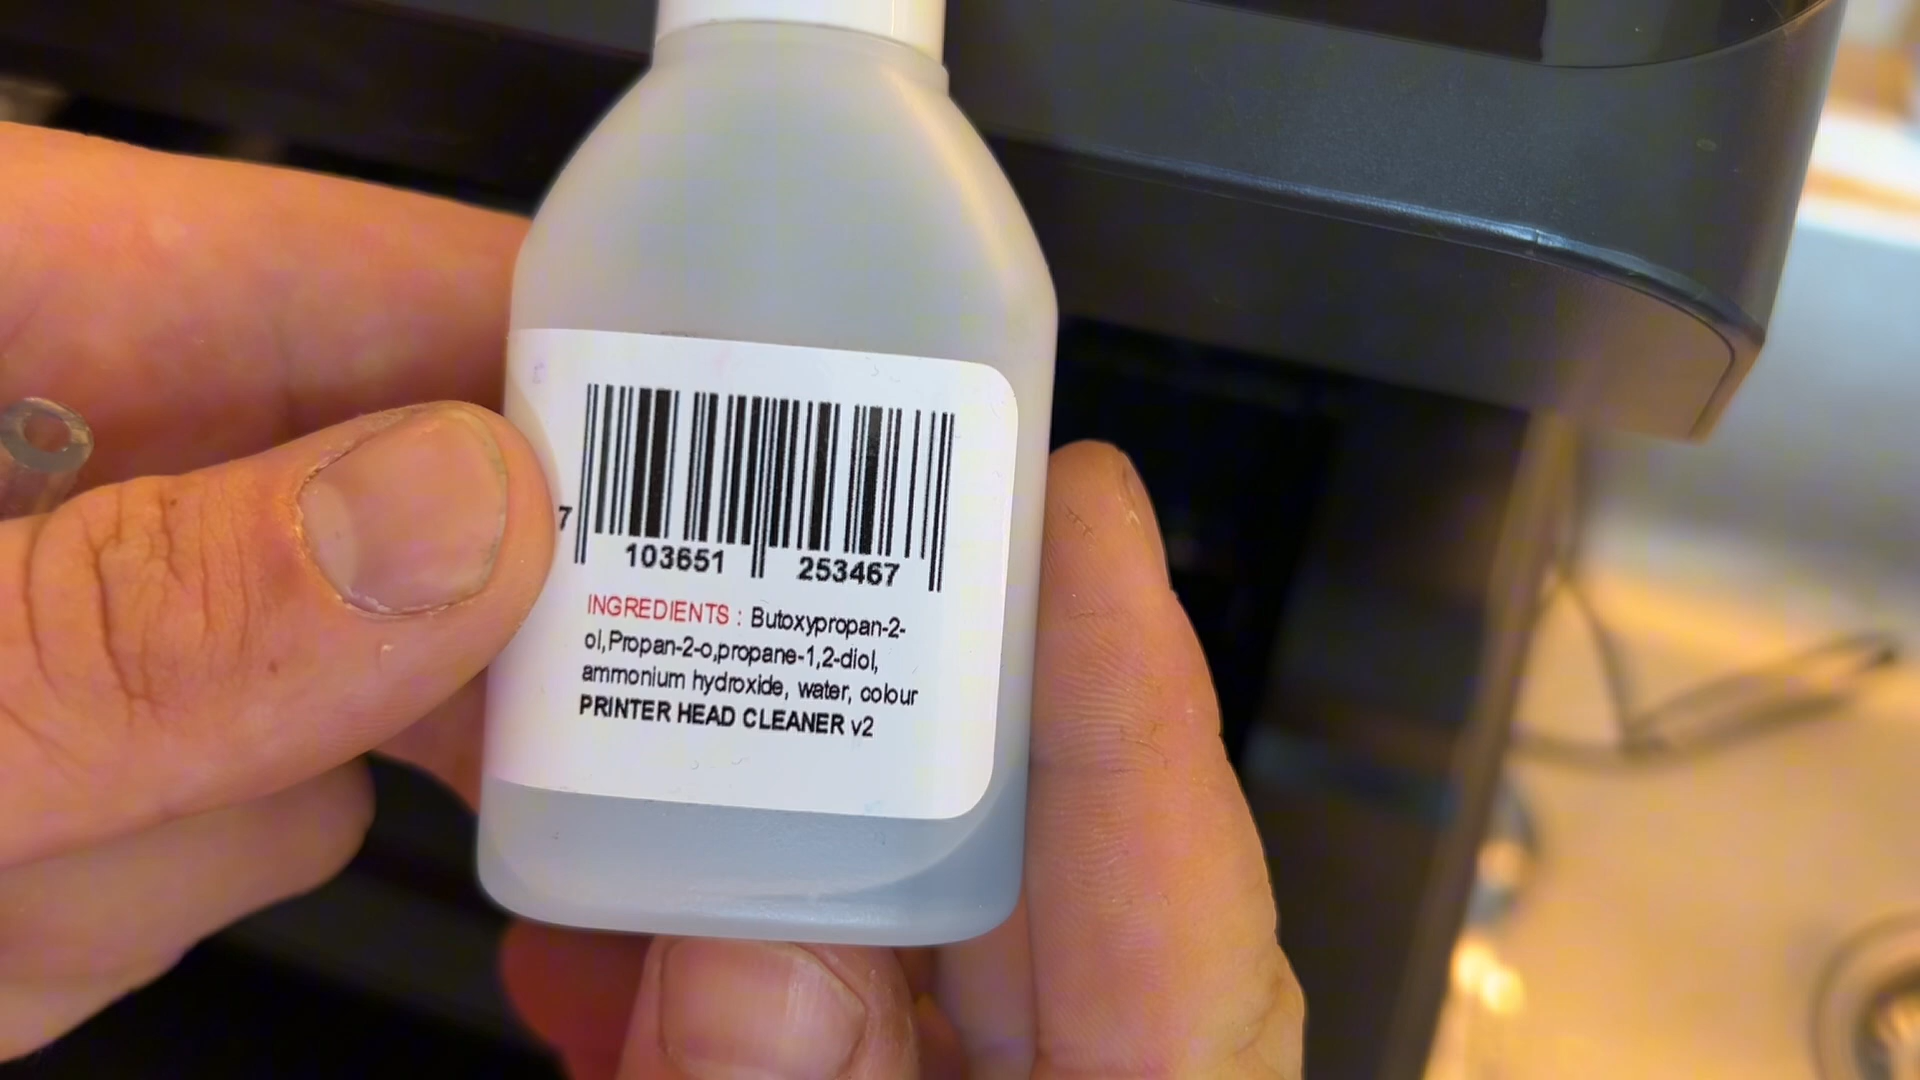 7 103651 253467
INGREDIENTS : Butoxypropan-2-
ol,Propan-2-o,propane-1,2-diol,
ammonium hydroxide, water, colour
PRINTER HEAD CLEANER v2